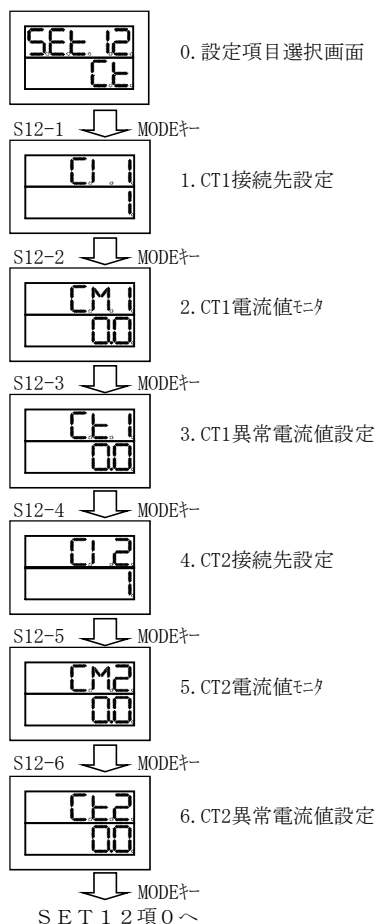 SEt 12
Ct
0.設定項目選択画面
S12-1 MODEキー
CI.1
1
1.CT1接続先設定
S12-2 MODEキー
CM1
0.0
2.CT1電流値モニタ
S12-3 MODEキー
Ct.1
0.0
3.CT1異常電流値設定
S12-4 MODEキー
CI.2
1
4.CT2接続先設定
S12-5 MODEキー
CM2
0.0
5.CT2電流値モニタ
S12-6 MODEキー
Ct.2
0.0
6.CT2異常電流値設定
MODEキー
SET12項0へ